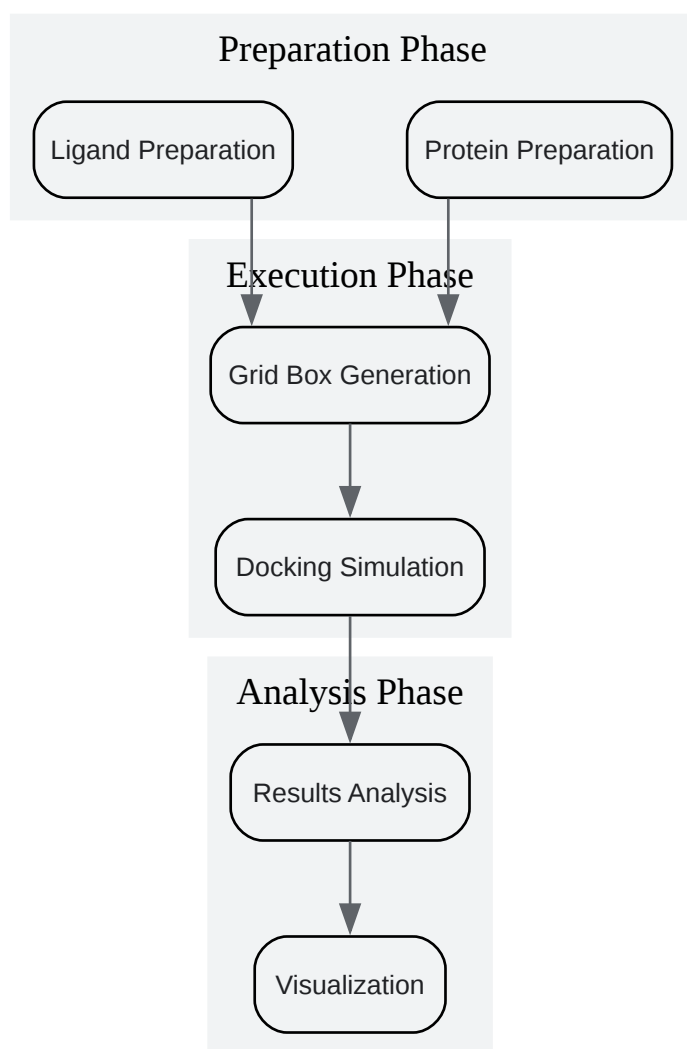 Preparation Phase
Ligand Preparation
Protein Preparation
Execution Phase
Grid Box Generation
Docking Simulation
Analysis Phase
Results Analysis
Visualization